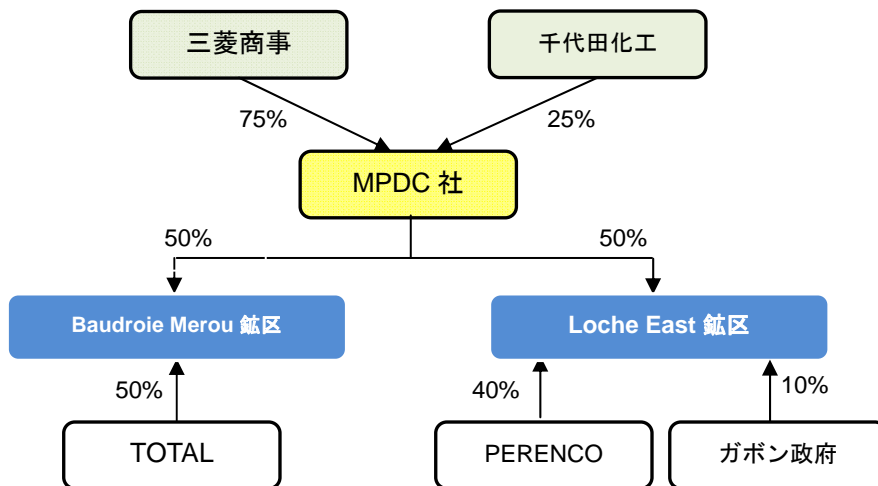 三菱商事
千代田化工
75%
25%
MPDC 社
50%
50%
Baudroie Merou 鉱区
Loche East 鉱区
50%
40%
10%
TOTAL
PERENCO
ガボン政府